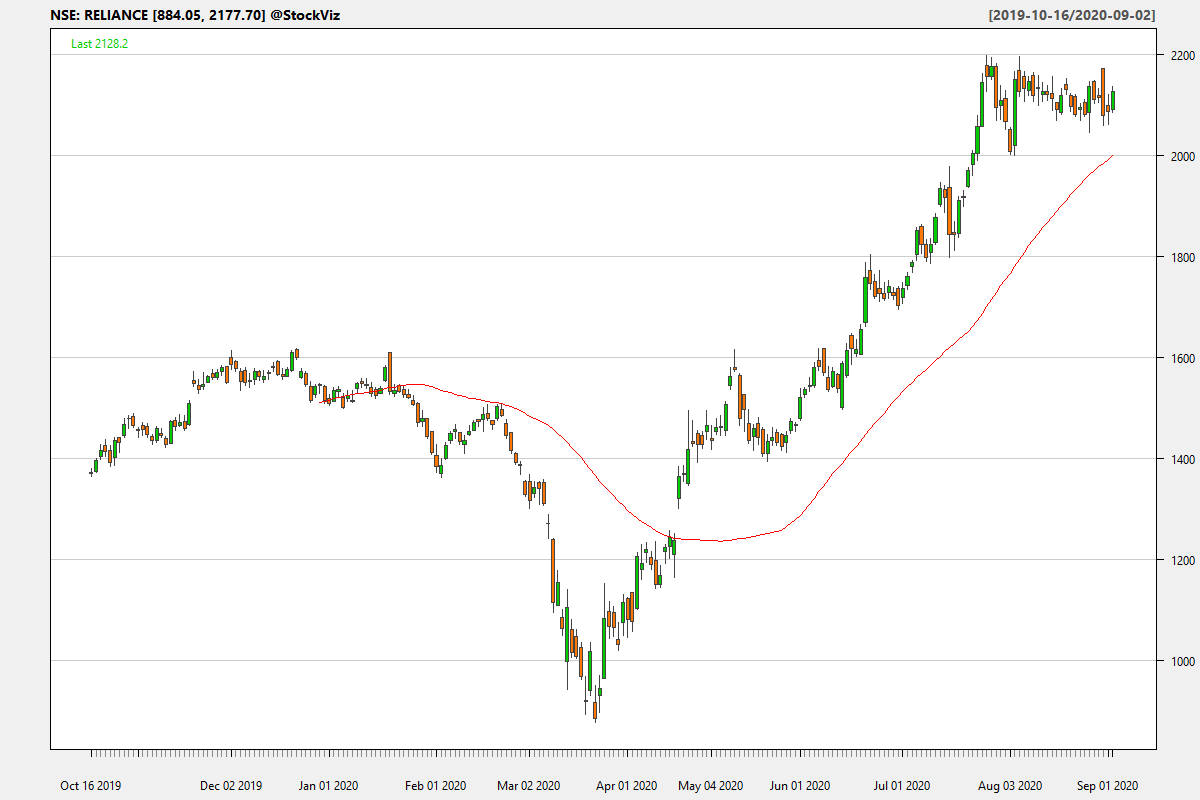 NSE: RELIANCE [884.05, 2177.70] @StockViz
[2019-10-16/2020-09-02]
Last 2128.2
2200
2000
1800
1600
1400
1200
1000
Oct 16 2019 Dec 02 2019 Jan 01 2020 Feb 01 2020 Mar 02 2020 Apr 01 2020 May 04 2020 Jun 01 2020 Jul 01 2020 Aug 03 2020 Sep 01 2020